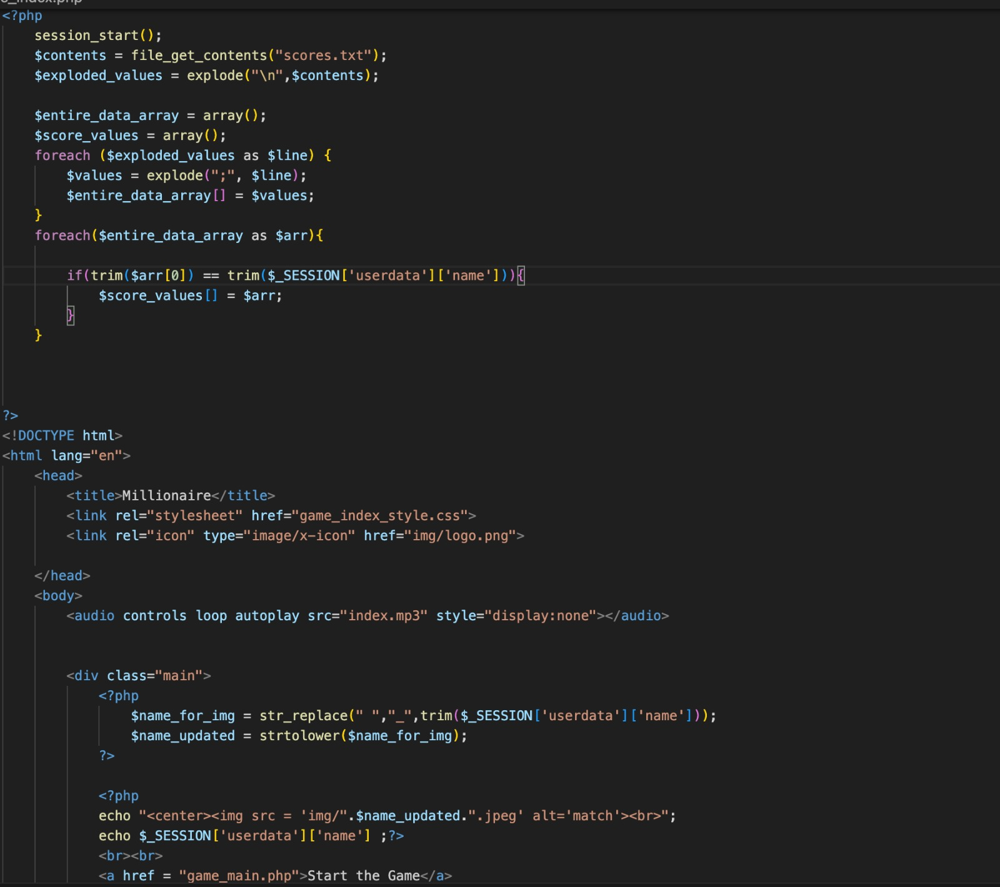 _index.php
<?php
session_start();
$contents = file_get_contents("scores.txt");
$exploded_values = explode("\n",$contents);
$entire_data_array = array();
$score_values = array();
foreach ($exploded_values as $line) {
$values = explode(";", $line);
$entire_data_array[] = $values;
}
foreach($entire_data_array as $arr){
if(trim($arr[0]) == trim($_SESSION['userdata']['name'])){
$score_values[] = $arr;
}
}
?>
<!DOCTYPE html>
<html lang="en">
<head>
<title>Millionaire</title>
<link rel="stylesheet" href="game_index_style.css">
<link rel="icon" type="image/x-icon" href="img/logo.png">
</head>
<body>
<audio controls loop autoplay src="index.mp3" style="display:none"></audio>
<div class="main">
<?php
$name_for_img = str_replace(" ","_",trim($_SESSION['userdata']['name']));
$name_updated = strtolower($name_for_img);
?>
<?php
echo "<center><img src = 'img/".$name_updated.".jpeg' alt='match'><br>";
echo $_SESSION['userdata']['name'] ;?>
<br><br>
<a href = "game_main.php">Start the Game</a>